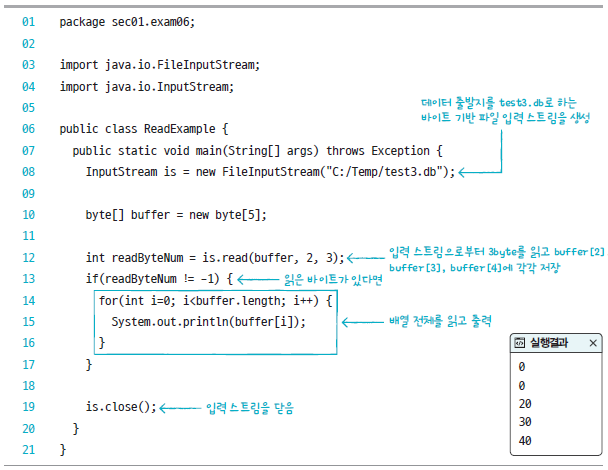 01 package sec01.exam06;
02
03 import java.io.FileInputStream;
04 import java.io.InputStream;
05
데이터 출발지를 test3.db로 하는
바이트 기반 파일 입력 스트림을 생성
06 public class ReadExample {
07 public static void main(String[] args) throws Exception {
08 InputStream is = new FileInputStream("C:/Temp/test3.db");
09
10 byte[] buffer = new byte[5];
11
12 int readByteNum = is.read(buffer, 2, 3);
입력 스트림으로부터 3byte를 읽고 buffer[2]
buffer[3], buffer[4]에 각각 저장
13 if(readByteNum != -1) { 읽은 바이트가 있다면
14 for(int i=0; i<buffer.length; i++) {
15 System.out.println(buffer[i]); 배열 전체를 읽고 출력
16 }
17 }
18
19 is.close(); 입력 스트림을 닫음
20 }
21 }
실행결과
0
0
20
30
40